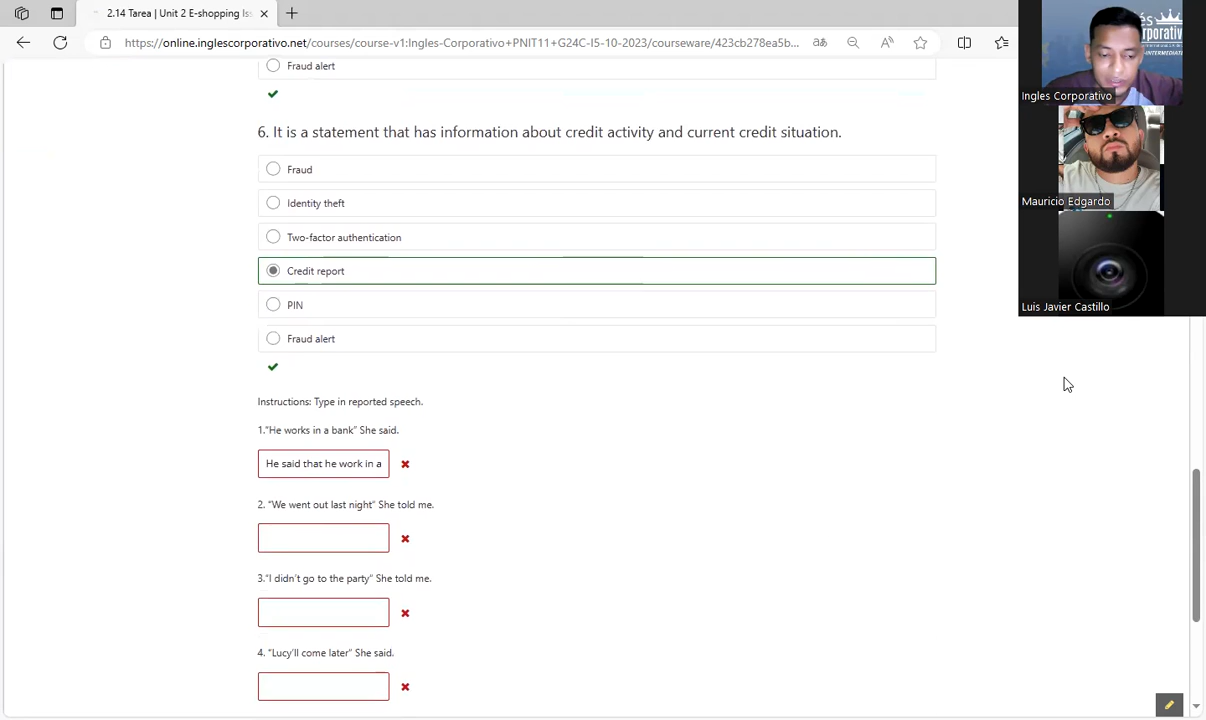 2.14 Tarea | Unit 2 E-shopping Iss
https://online.inglescorporativo.net/courses/course-v1:Ingles-Corporativo+PNIT11+G24C-I5-10-2023/courseware/423cb278ea5b...
Fraud alert
6. It is a statement that has information about credit activity and current credit situation.
Fraud
Identity theft
Two-factor authentication
Credit report
PIN
Fraud alert
Instructions: Type in reported speech.
1."He works in a bank" She said.
He said that he work in a
2. "We went out last night" She told me.
3."I didn't go to the party" She told me.
4. "Lucy'll come later" She said.
Ingles Corporativo
Mauricio Edgardo
Luis Javier Castillo